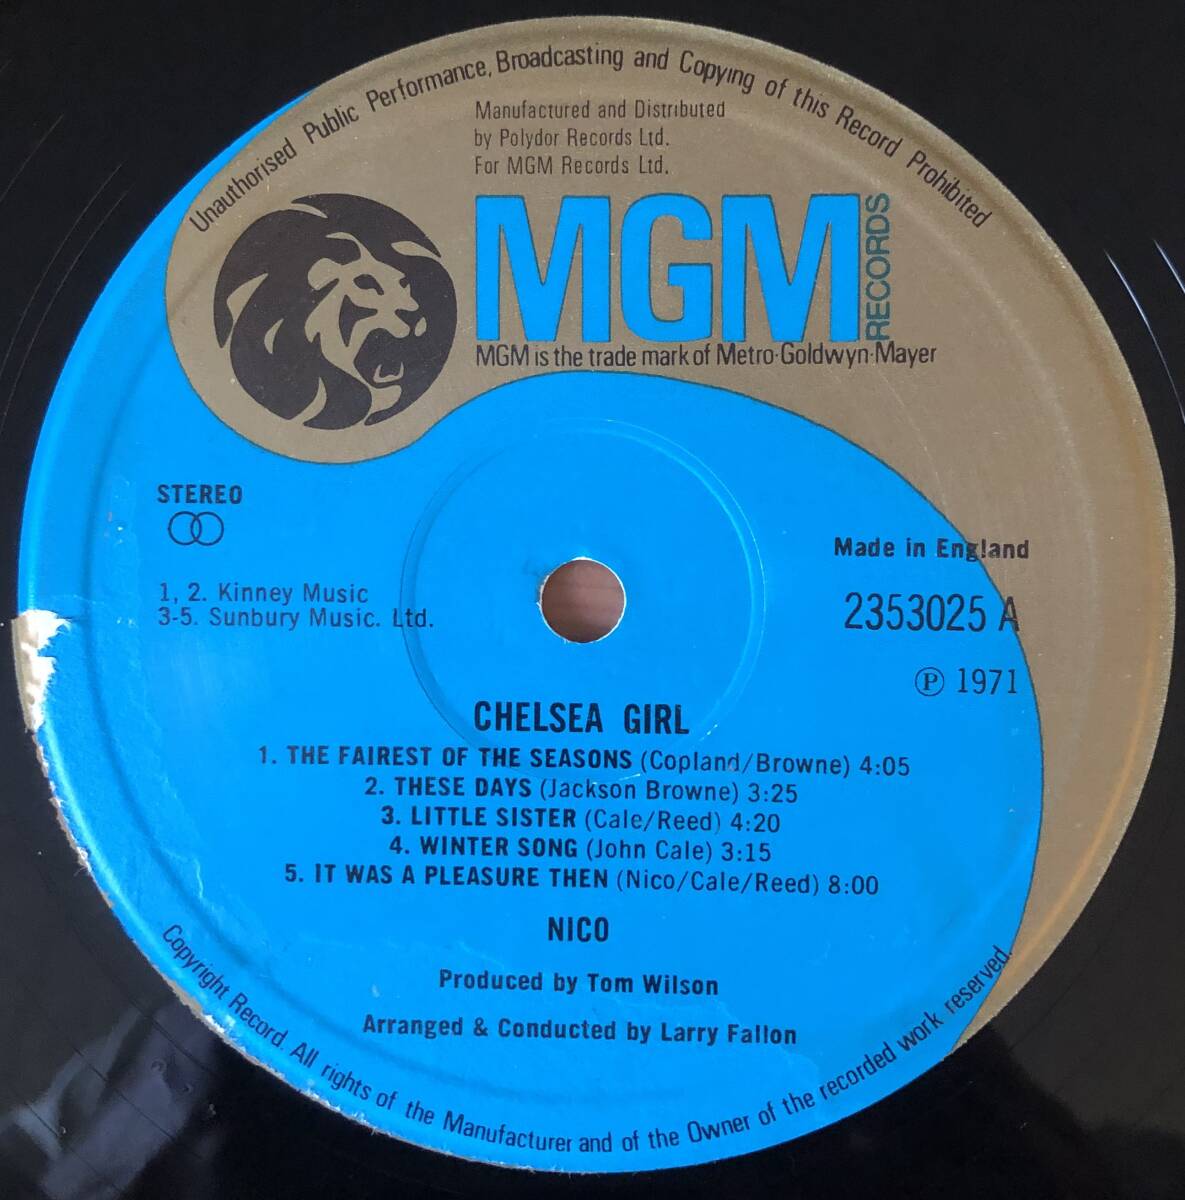 Unauthorised Public Performance, Broadcasting and Copying of this Record Prohibited
Manufactured and Distributed
by Polydor Records Ltd.
For MGM Records Ltd.
MGM
RECORDS
MGM is the trade mark of Metro·Goldwyn·Mayer
STEREO
1, 2. Kinney Music
3-5. Sunbury Music. Ltd.
Made in England
2353025 A
Ⓟ 1971
CHELSEA GIRL
1. THE FAIREST OF THE SEASONS (Copland/Browne) 4:05
2. THESE DAYS (Jackson Browne) 3:25
3. LITTLE SISTER (Cale/Reed) 4:20
4. WINTER SONG (John Cale) 3:15
5. IT WAS A PLEASURE THEN (Nico/Cale/Reed) 8:00
NICO
Produced by Tom Wilson
Arranged & Conducted by Larry Fallon
Copyright Record. All rights of the Manufacturer and of the Owner of the recorded work reserved.